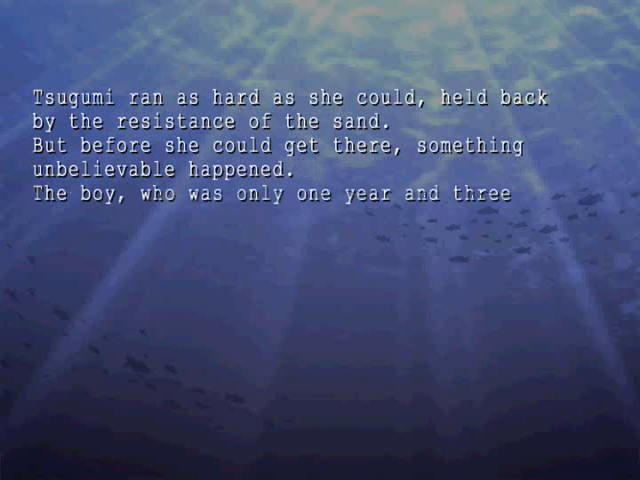 Tsugumi ran as hard as she could, held back
by the resistance of the sand.
But before she could get there, something
unbelievable happened.
The boy, who was only one year and three